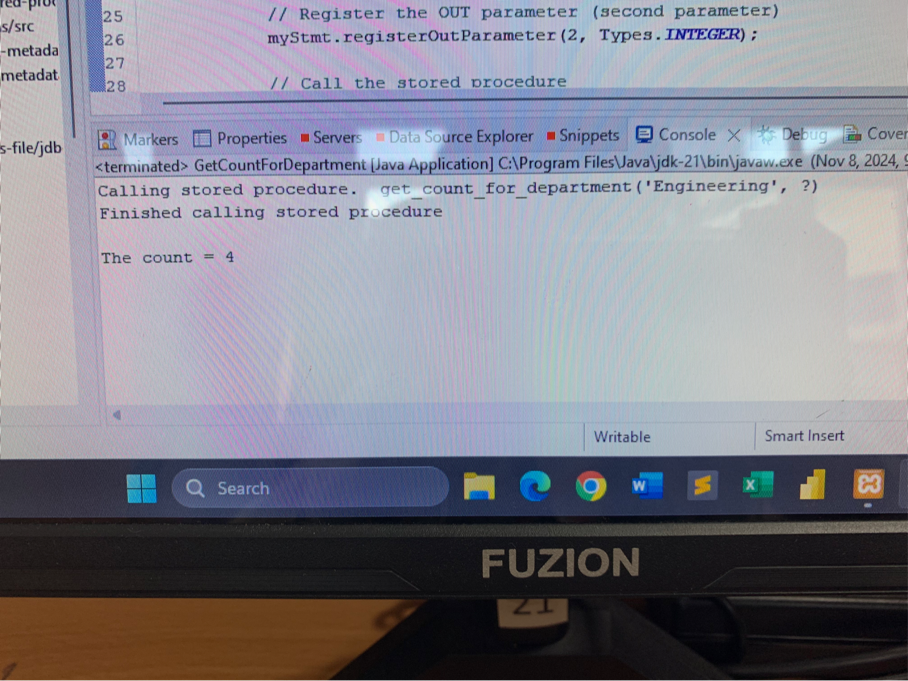 s/src
-metada
metadat
s-file/jdb
25 // Register the OUT parameter (second parameter)
26 myStmt.registerOutParameter(2, Types.INTEGER);
27
28 // Call the stored procedure
Markers Properties Servers Data Source Explorer Snippets Console Debug Cover
<terminated> GetCountForDepartment [Java Application] C:\Program Files\Java\jdk-21\bin\javaw.exe (Nov 8, 2024, 9
Calling stored procedure. get_count_for_department('Engineering', ?)
Finished calling stored procedure
The count = 4
Writable Smart Insert
Search
FUZION
21